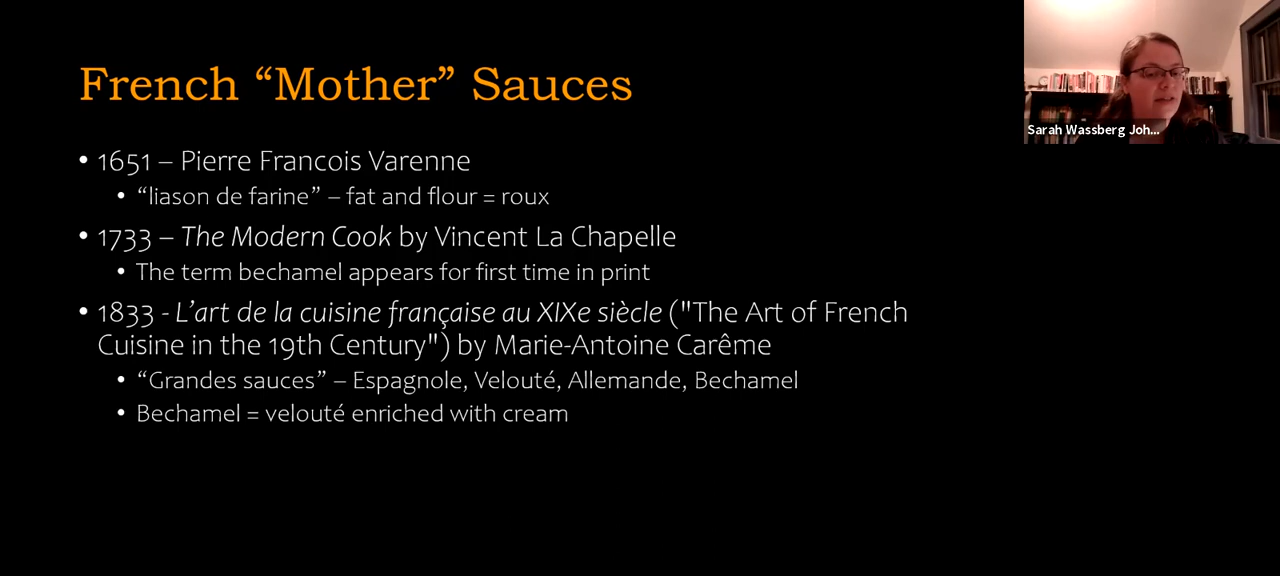 French “Mother” Sauces
• 1651 – Pierre Francois Varenne
• “liason de farine” – fat and flour = roux
• 1733 – The Modern Cook by Vincent La Chapelle
• The term bechamel appears for first time in print
• 1833 - L’art de la cuisine française au XIXe siècle ("The Art of French
Cuisine in the 19th Century") by Marie-Antoine Carême
• “Grandes sauces” – Espagnole, Velouté, Allemande, Bechamel
• Bechamel = velouté enriched with cream
Sarah Wassberg Joh...